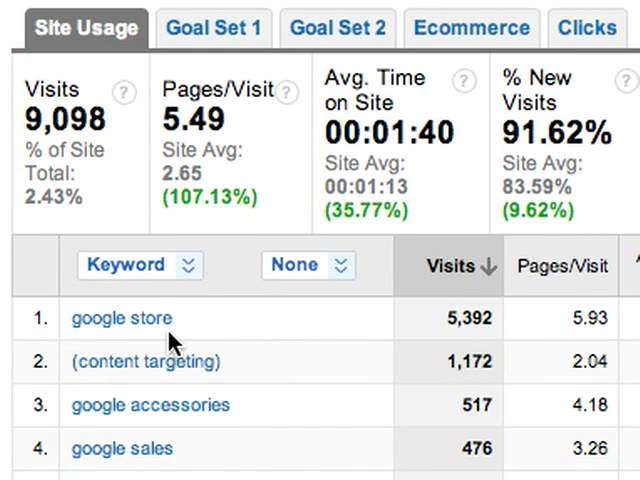 Site Usage Goal Set 1 Goal Set 2 Ecommerce Clicks
Visits ? Pages/Visit ? Avg. Time on Site ? % New Visits ?
9,098 5.49 00:01:40 91.62%
% of Site Total: 2.43% Site Avg: 2.65 (107.13%) Site Avg: 00:01:13 (35.77%) Site Avg: 83.59% (9.62%)
Keyword None Visits Pages/Visit
1. google store 5,392 5.93
2. (content targeting) 1,172 2.04
3. google accessories 517 4.18
4. google sales 476 3.26